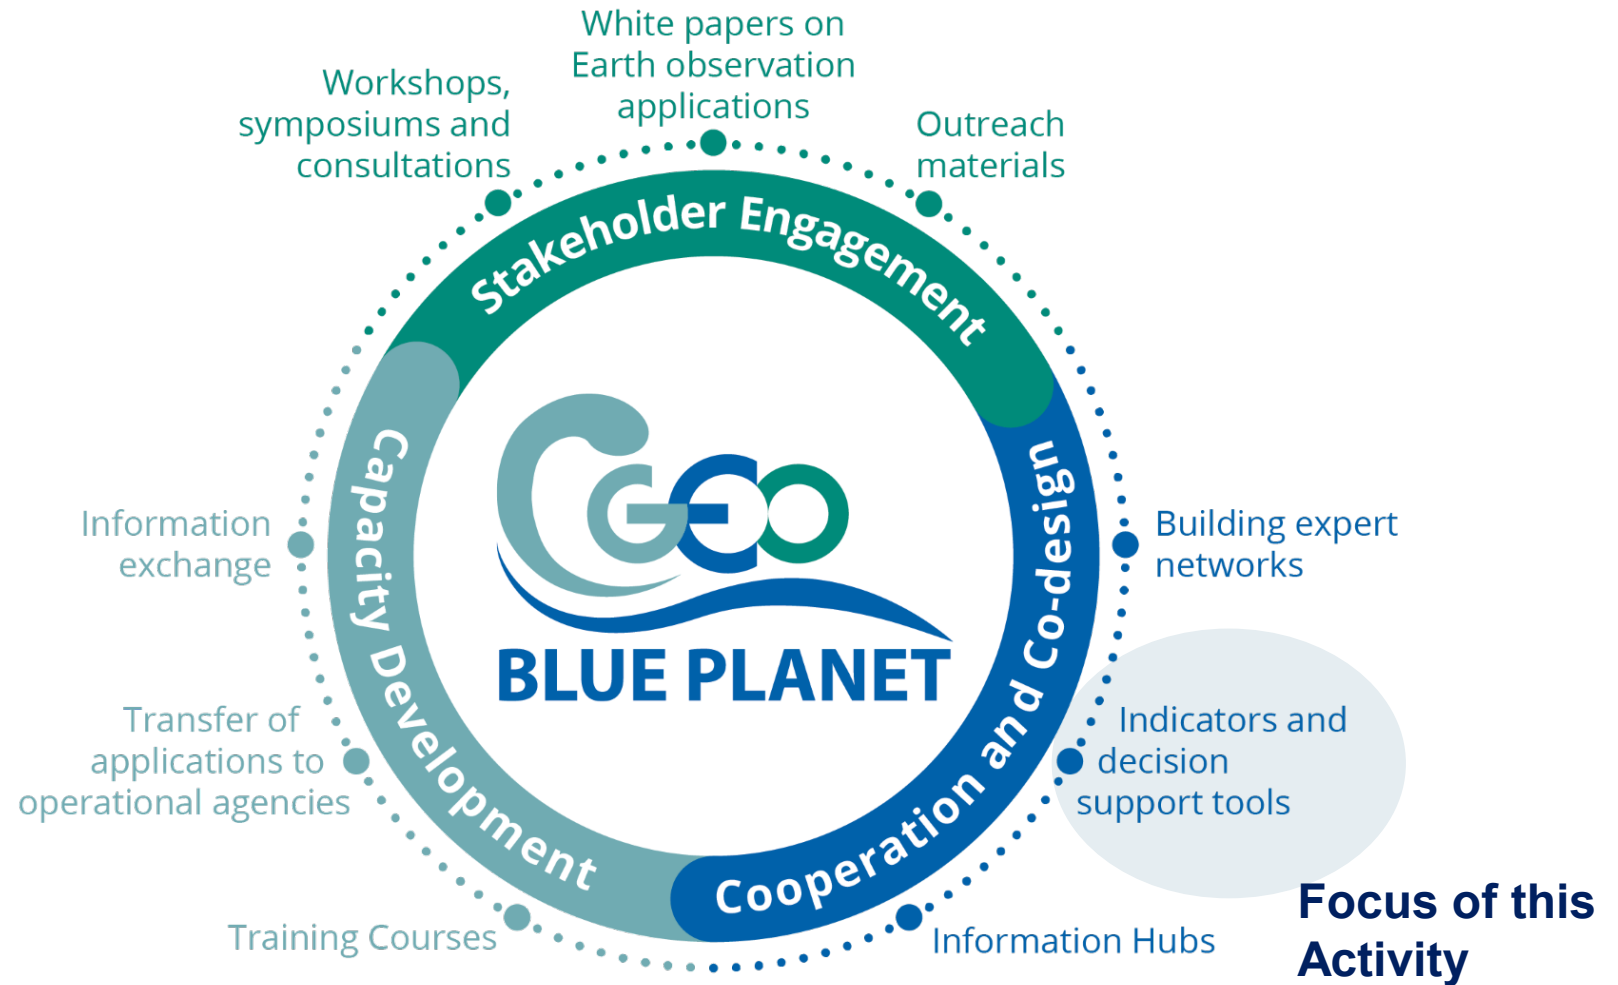 White papers on
Earth observation
applications
Workshops,
symposiums and
consultations
Outreach
materials
Stakeholder Engagement
Capacity Development
Cooperation and Co-design
GEO
BLUE PLANET
Information
exchange
Building expert
networks
Transfer of
applications to
operational agencies
Indicators and
decision
support tools
Training Courses
Information Hubs
Focus of this
Activity